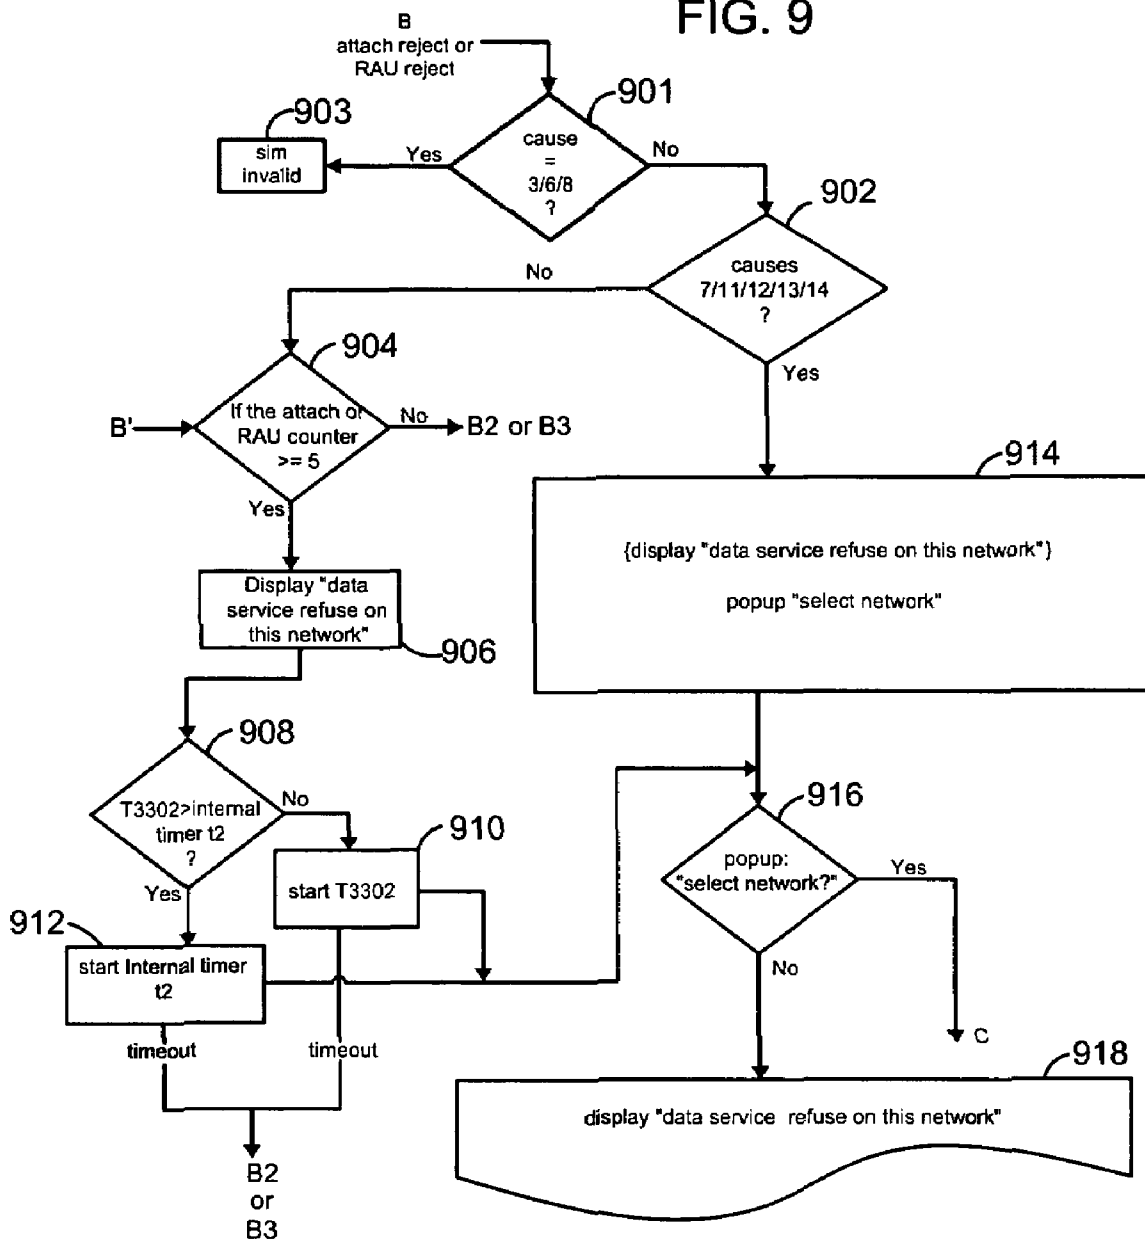 FIG. 9
B
attach reject or
RAU reject
901
903
cause
=
3/6/8
?
Yes
No
sim
invalid
902
causes
7/11/12/13/14
?
No
Yes
904
If the attach or
RAU counter
>= 5
B'
No
B2 or B3
Yes
914
{display "data service refuse on this network"}
popup "select network"
Display "data
service refuse on
this network"
906
908
T3302>internal
timer t2
?
No
Yes
910
start T3302
912
start Internal timer
t2
916
popup:
"select network?"
Yes
No
C
timeout
timeout
918
display "data service refuse on this network"
B2
or
B3